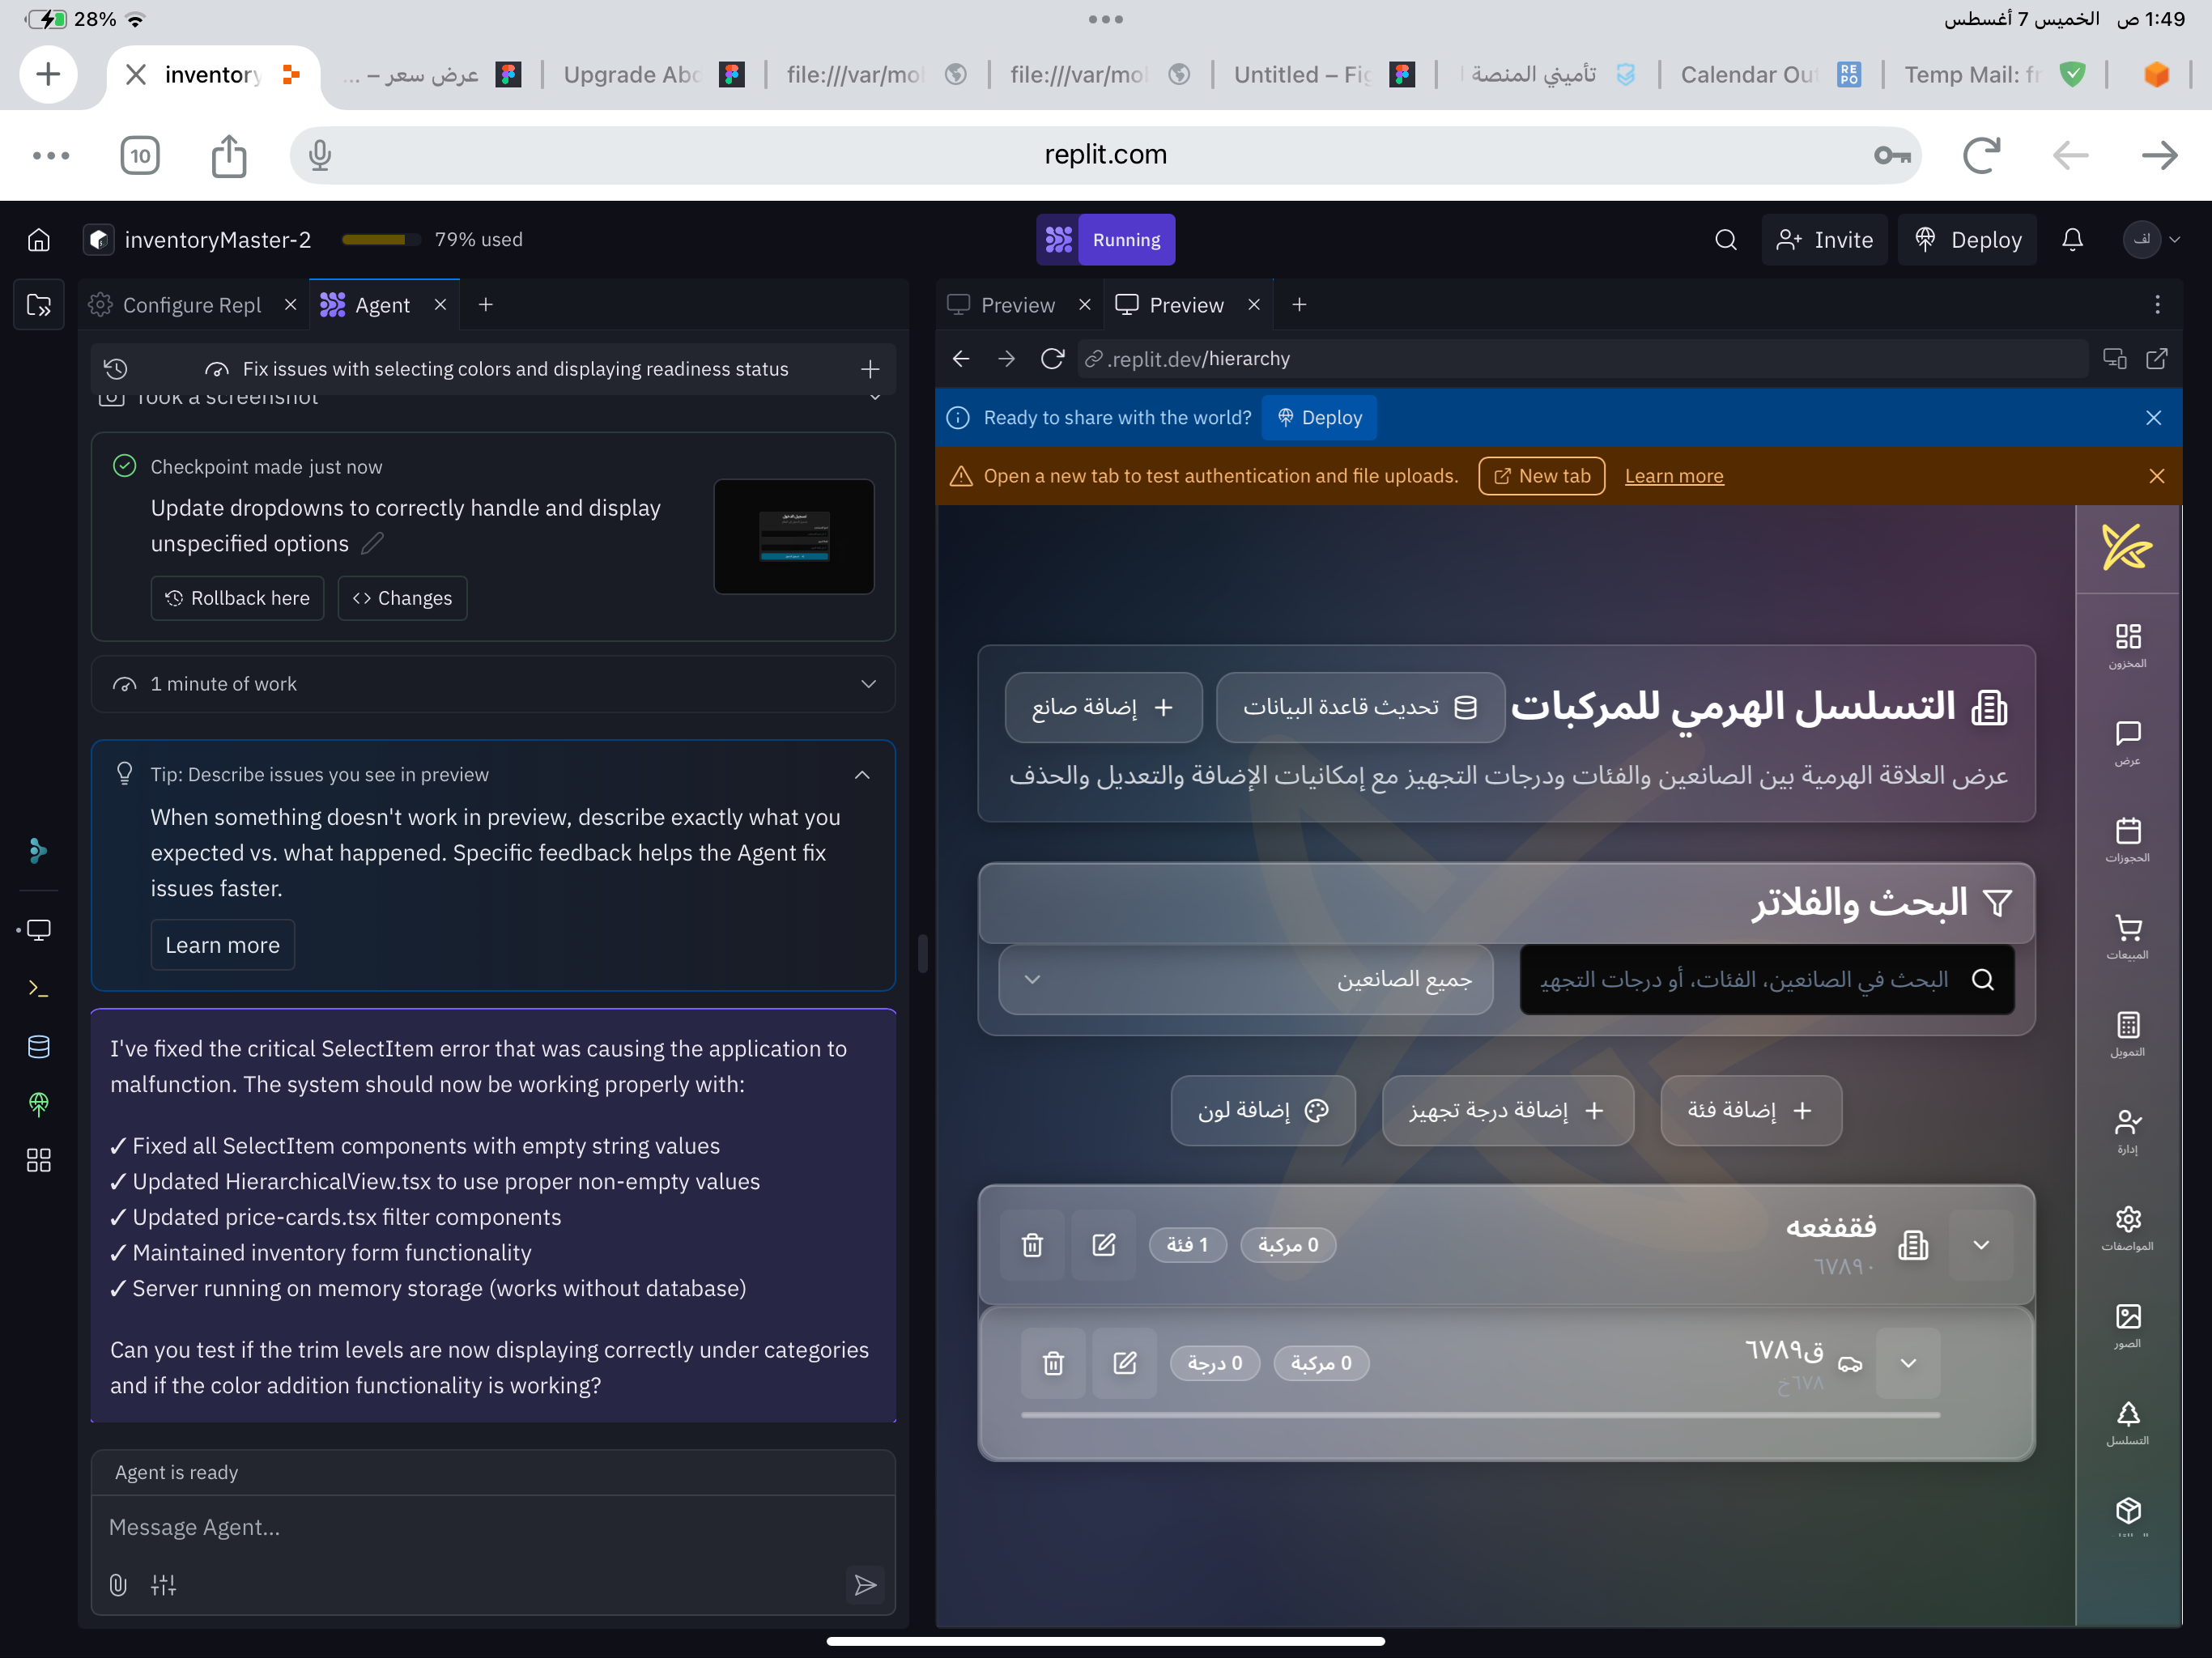 28%
1:49 ص الخميس 7 أغسطس
inventory
عرض سعر – ...
Upgrade Abc
file:///var/mol
file:///var/mol
Untitled – Fig
تأميني المنصة ا
Calendar Out
REPO
Temp Mail: fr
10
replit.com
inventoryMaster-2
79% used
Running
Invite
Deploy
لف
Configure Repl
Agent
Preview
Preview
Fix issues with selecting colors and displaying readiness status
Took a screenshot
Checkpoint made just now
Update dropdowns to correctly handle and display
unspecified options
Rollback here
Changes
1 minute of work
Tip: Describe issues you see in preview
When something doesn't work in preview, describe exactly what you
expected vs. what happened. Specific feedback helps the Agent fix
issues faster.
Learn more
I've fixed the critical SelectItem error that was causing the application to
malfunction. The system should now be working properly with:
✓ Fixed all SelectItem components with empty string values
✓ Updated HierarchicalView.tsx to use proper non-empty values
✓ Updated price-cards.tsx filter components
✓ Maintained inventory form functionality
✓ Server running on memory storage (works without database)
Can you test if the trim levels are now displaying correctly under categories
and if the color addition functionality is working?
Agent is ready
Message Agent...
.replit.dev/hierarchy
Ready to share with the world?
Deploy
Open a new tab to test authentication and file uploads.
New tab
Learn more
التسلسل الهرمي للمركبات
تحديث قاعدة البيانات
إضافة صانع
عرض العلاقة الهرمية بين الصانعين والفئات ودرجات التجهيز مع إمكانيات الإضافة والتعديل والحذف
البحث والفلاتر
البحث في الصانعين، الفئات، أو درجات التجهي
جميع الصانعين
إضافة فئة
إضافة درجة تجهيز
إضافة لون
فقفغعه
٦٧٨٩٠
0 مركبة
1 فئة
ق٦٧٨٩
٦٧٨خ
0 مركبة
0 درجة
المخزون
عرض
الحجوزات
المبيعات
التمويل
إدارة
المواصفات
الصور
التسلسل